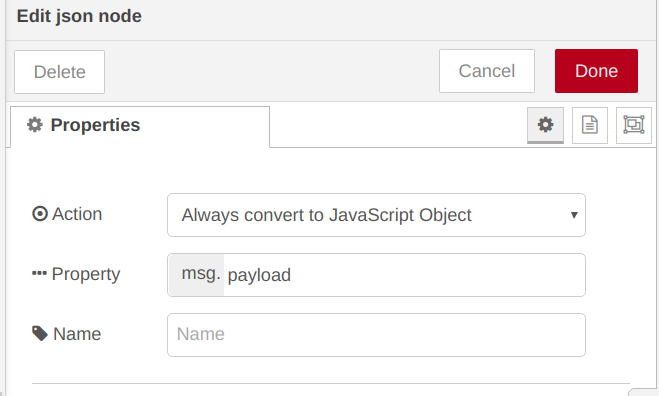 Edit json node
Delete
Cancel
Done
Properties
Action
Always convert to JavaScript Object
Property
msg. payload
Name
Name